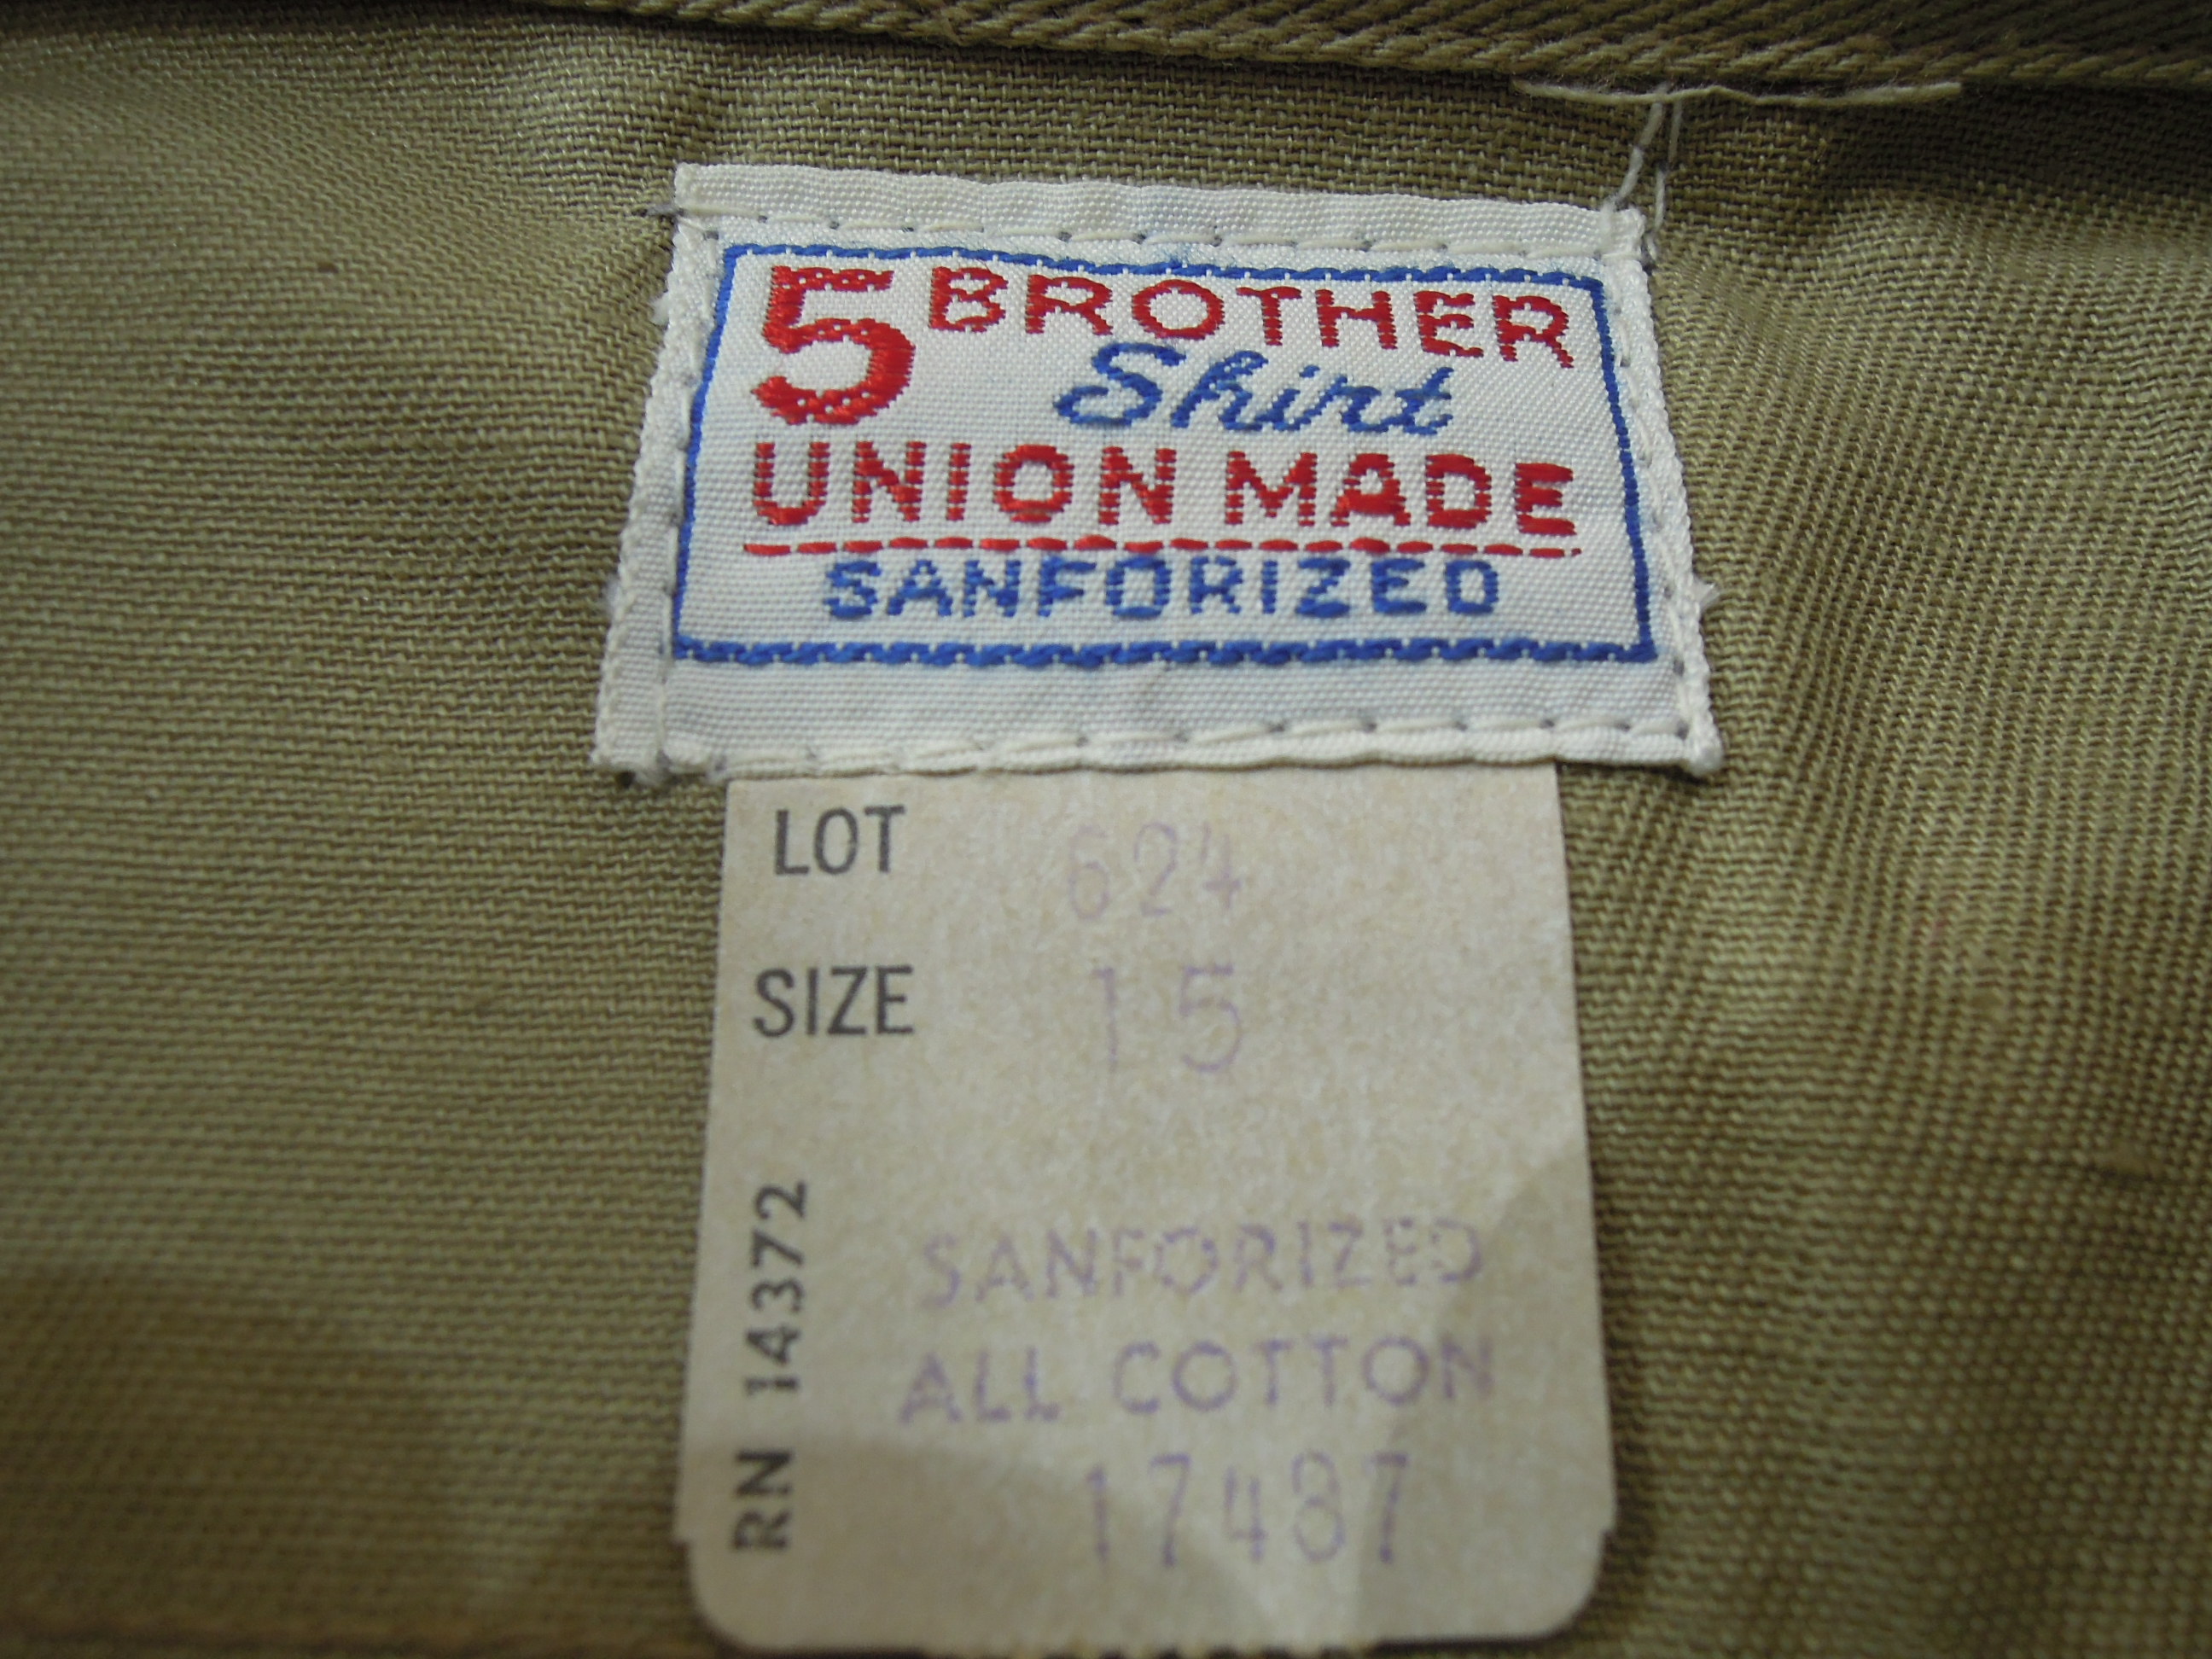 5 BROTHER
Shirt
UNION MADE
SANFORIZED
LOT 624
SIZE 15
RN 14372
SANFORIZED
ALL COTTON
17487